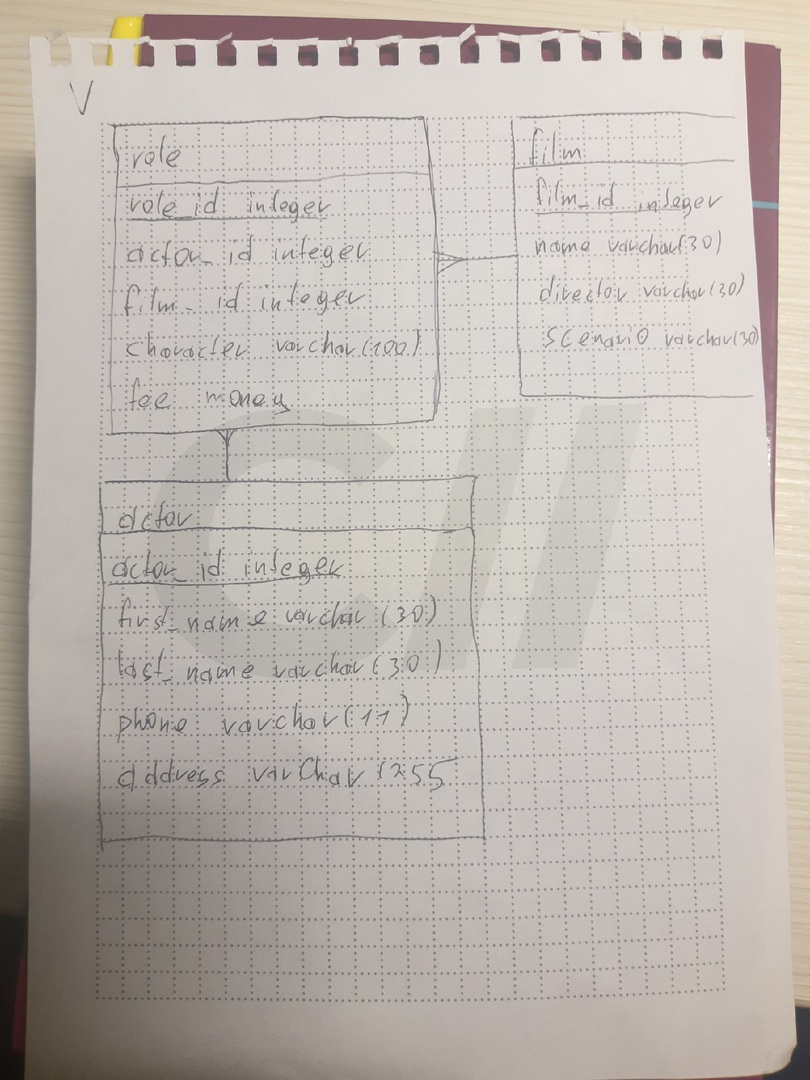 V
role
role_id integer
actor_id integer
film_id integer
character varchar(100)
fee money
film
film_id integer
name varchar(30)
director varchar(30)
scenario varchar(30)
actor
actor_id integer
first_name varchar(30)
last_name varchar(30)
phone varchar(11)
address varchar(255